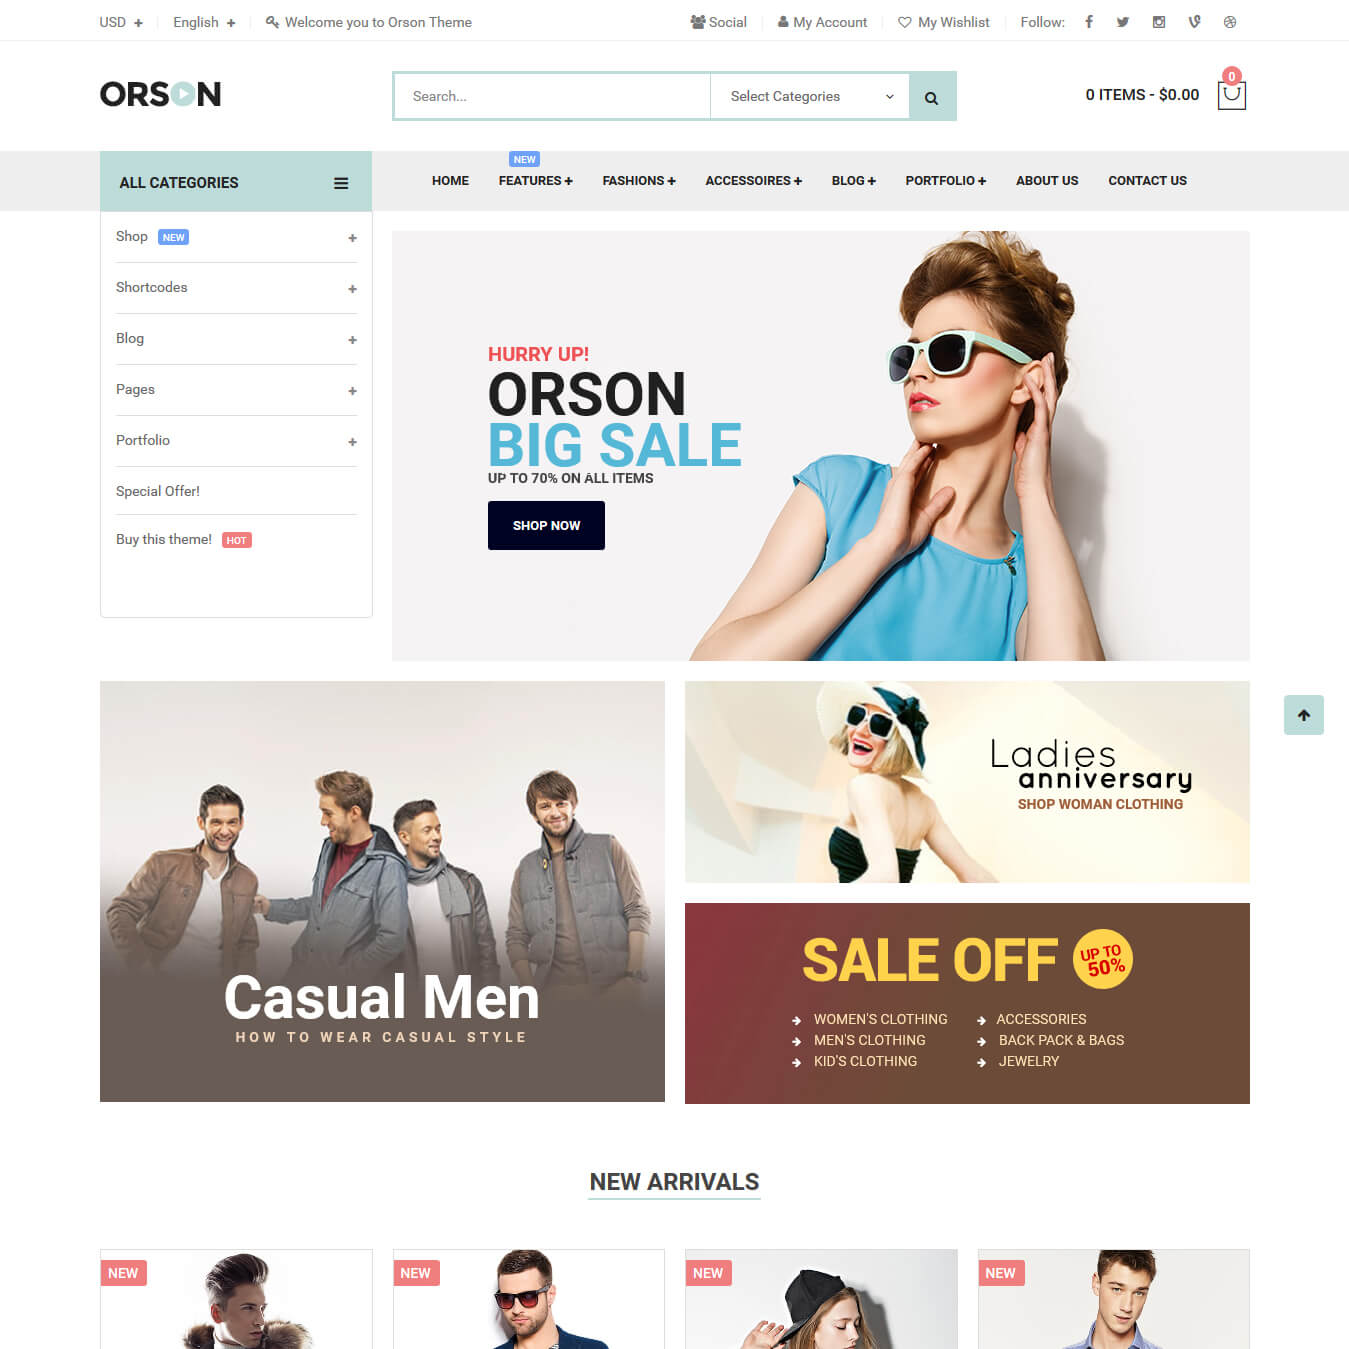 USD + English + Welcome you to Orson Theme Social My Account My Wishlist Follow:
ORSON
Search... Select Categories
0 ITEMS - $0.00
0
ALL CATEGORIES
NEW
HOME FEATURES + FASHIONS + ACCESSOIRES + BLOG + PORTFOLIO + ABOUT US CONTACT US
Shop NEW +
Shortcodes +
Blog +
Pages +
Portfolio +
Special Offer!
Buy this theme! HOT
HURRY UP!
ORSON
BIG SALE
UP TO 70% ON ALL ITEMS
SHOP NOW
Casual Men
HOW TO WEAR CASUAL STYLE
Ladies
anniversary
SHOP WOMAN CLOTHING
SALE OFF
UP TO
50%
WOMEN'S CLOTHING
MEN'S CLOTHING
KID'S CLOTHING
ACCESSORIES
BACK PACK & BAGS
JEWELRY
NEW ARRIVALS
NEW
NEW
NEW
NEW